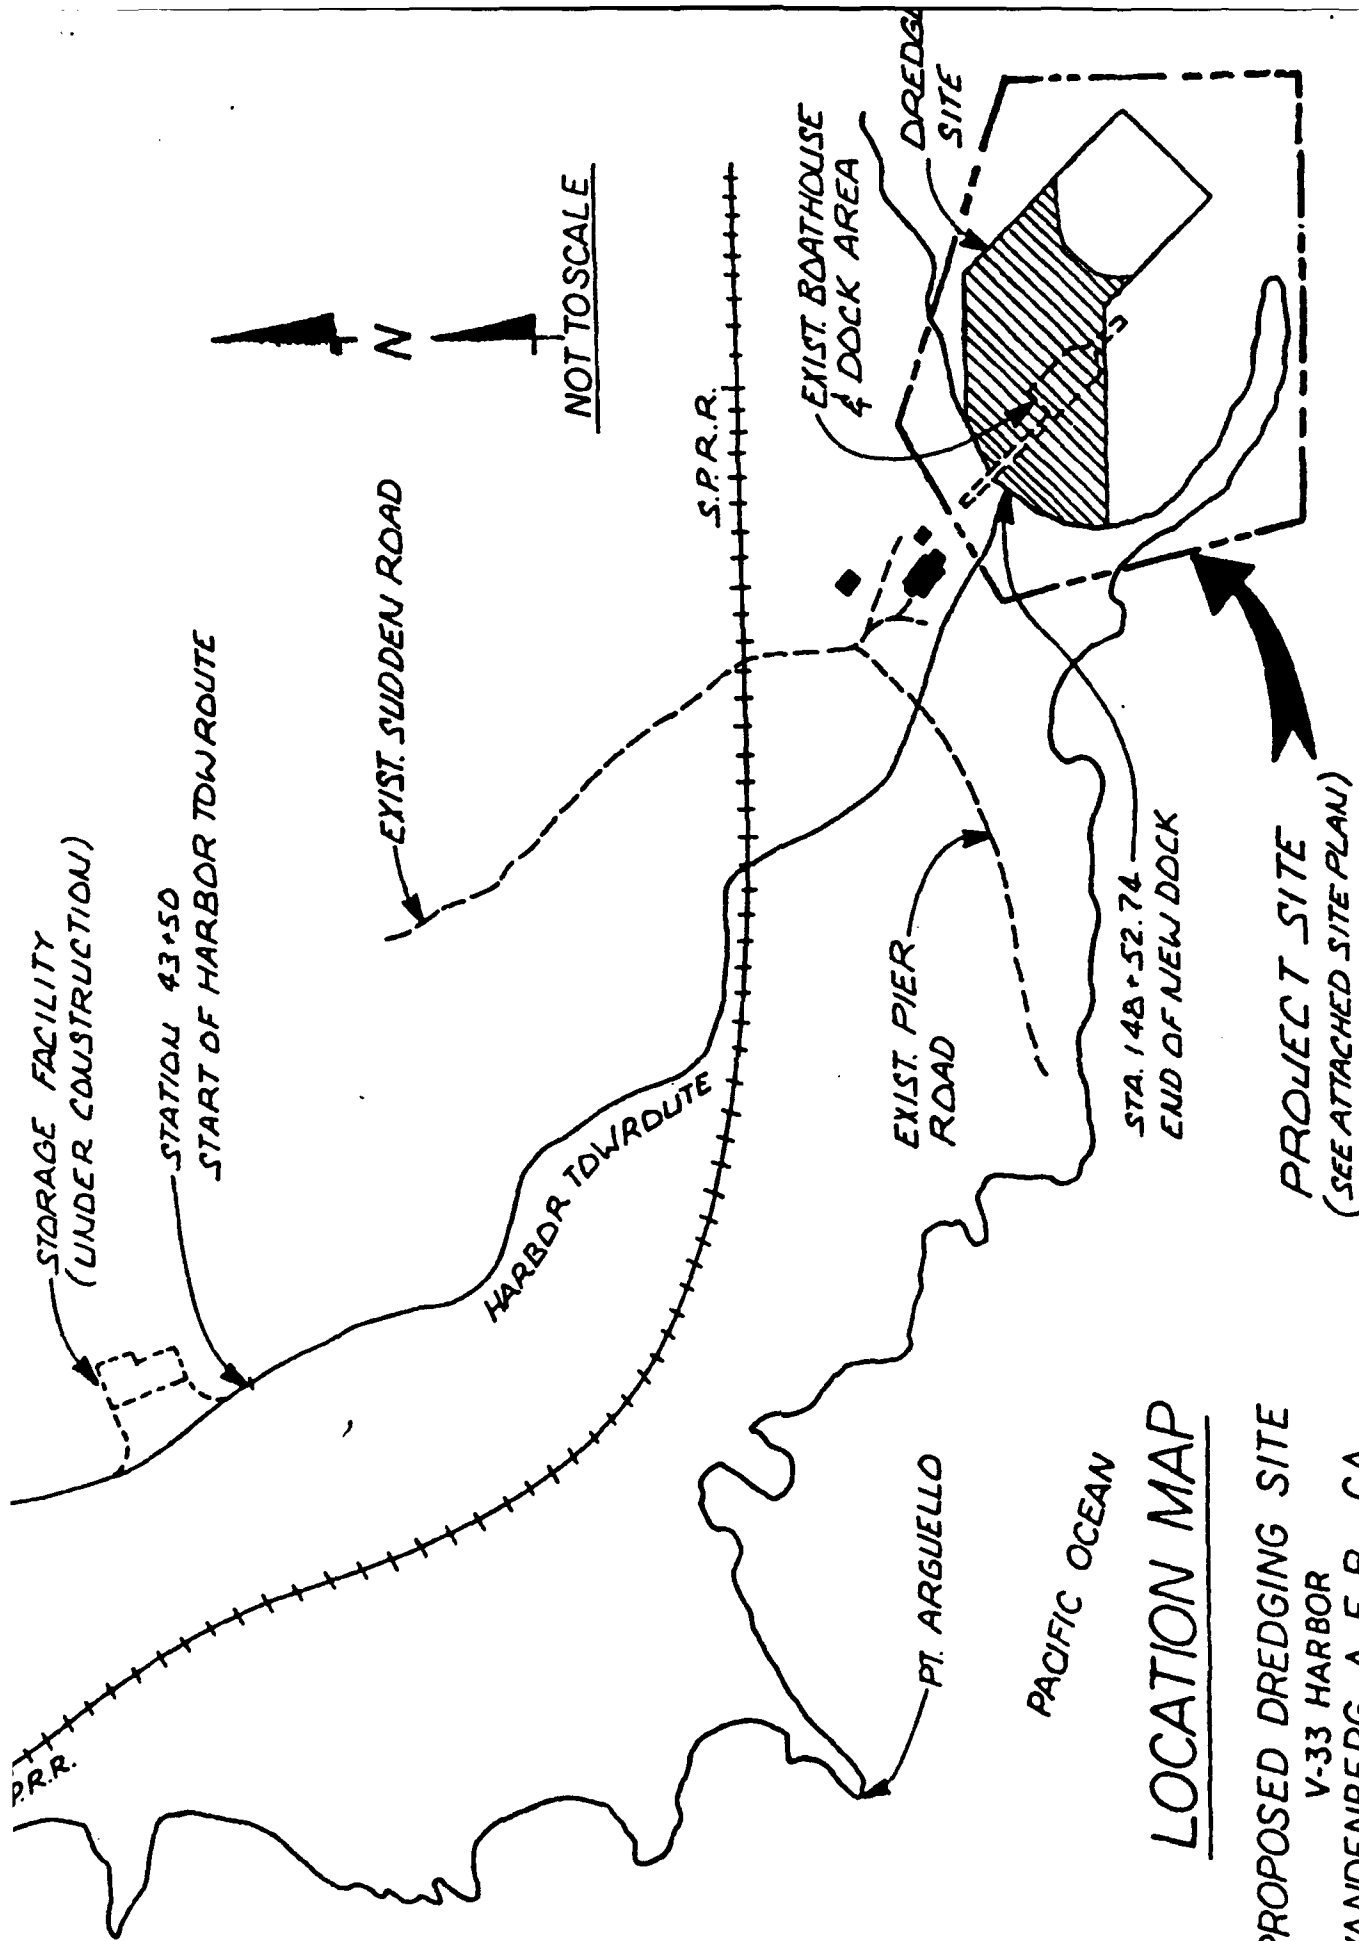 STORAGE FACILITY
(UNDER CONSTRUCTION)
STATION 43+50
START OF HARBOR TOWROUTE
EXIST. SUDDEN ROAD
N
NOT TO SCALE
S.P.R.R.
P.R.R.
HARBOR TOWROUTE
EXIST. BOATHOUSE
& DOCK AREA
DREDGE
SITE
EXIST. PIER
ROAD
STA. 148+52.74
END OF NEW DOCK
PROJECT SITE
(SEE ATTACHED SITE PLAN)
PT. ARGUELLO
PACIFIC OCEAN
LOCATION MAP
PROPOSED DREDGING SITE
V-33 HARBOR
VANDENBERG A.F.B., CA.